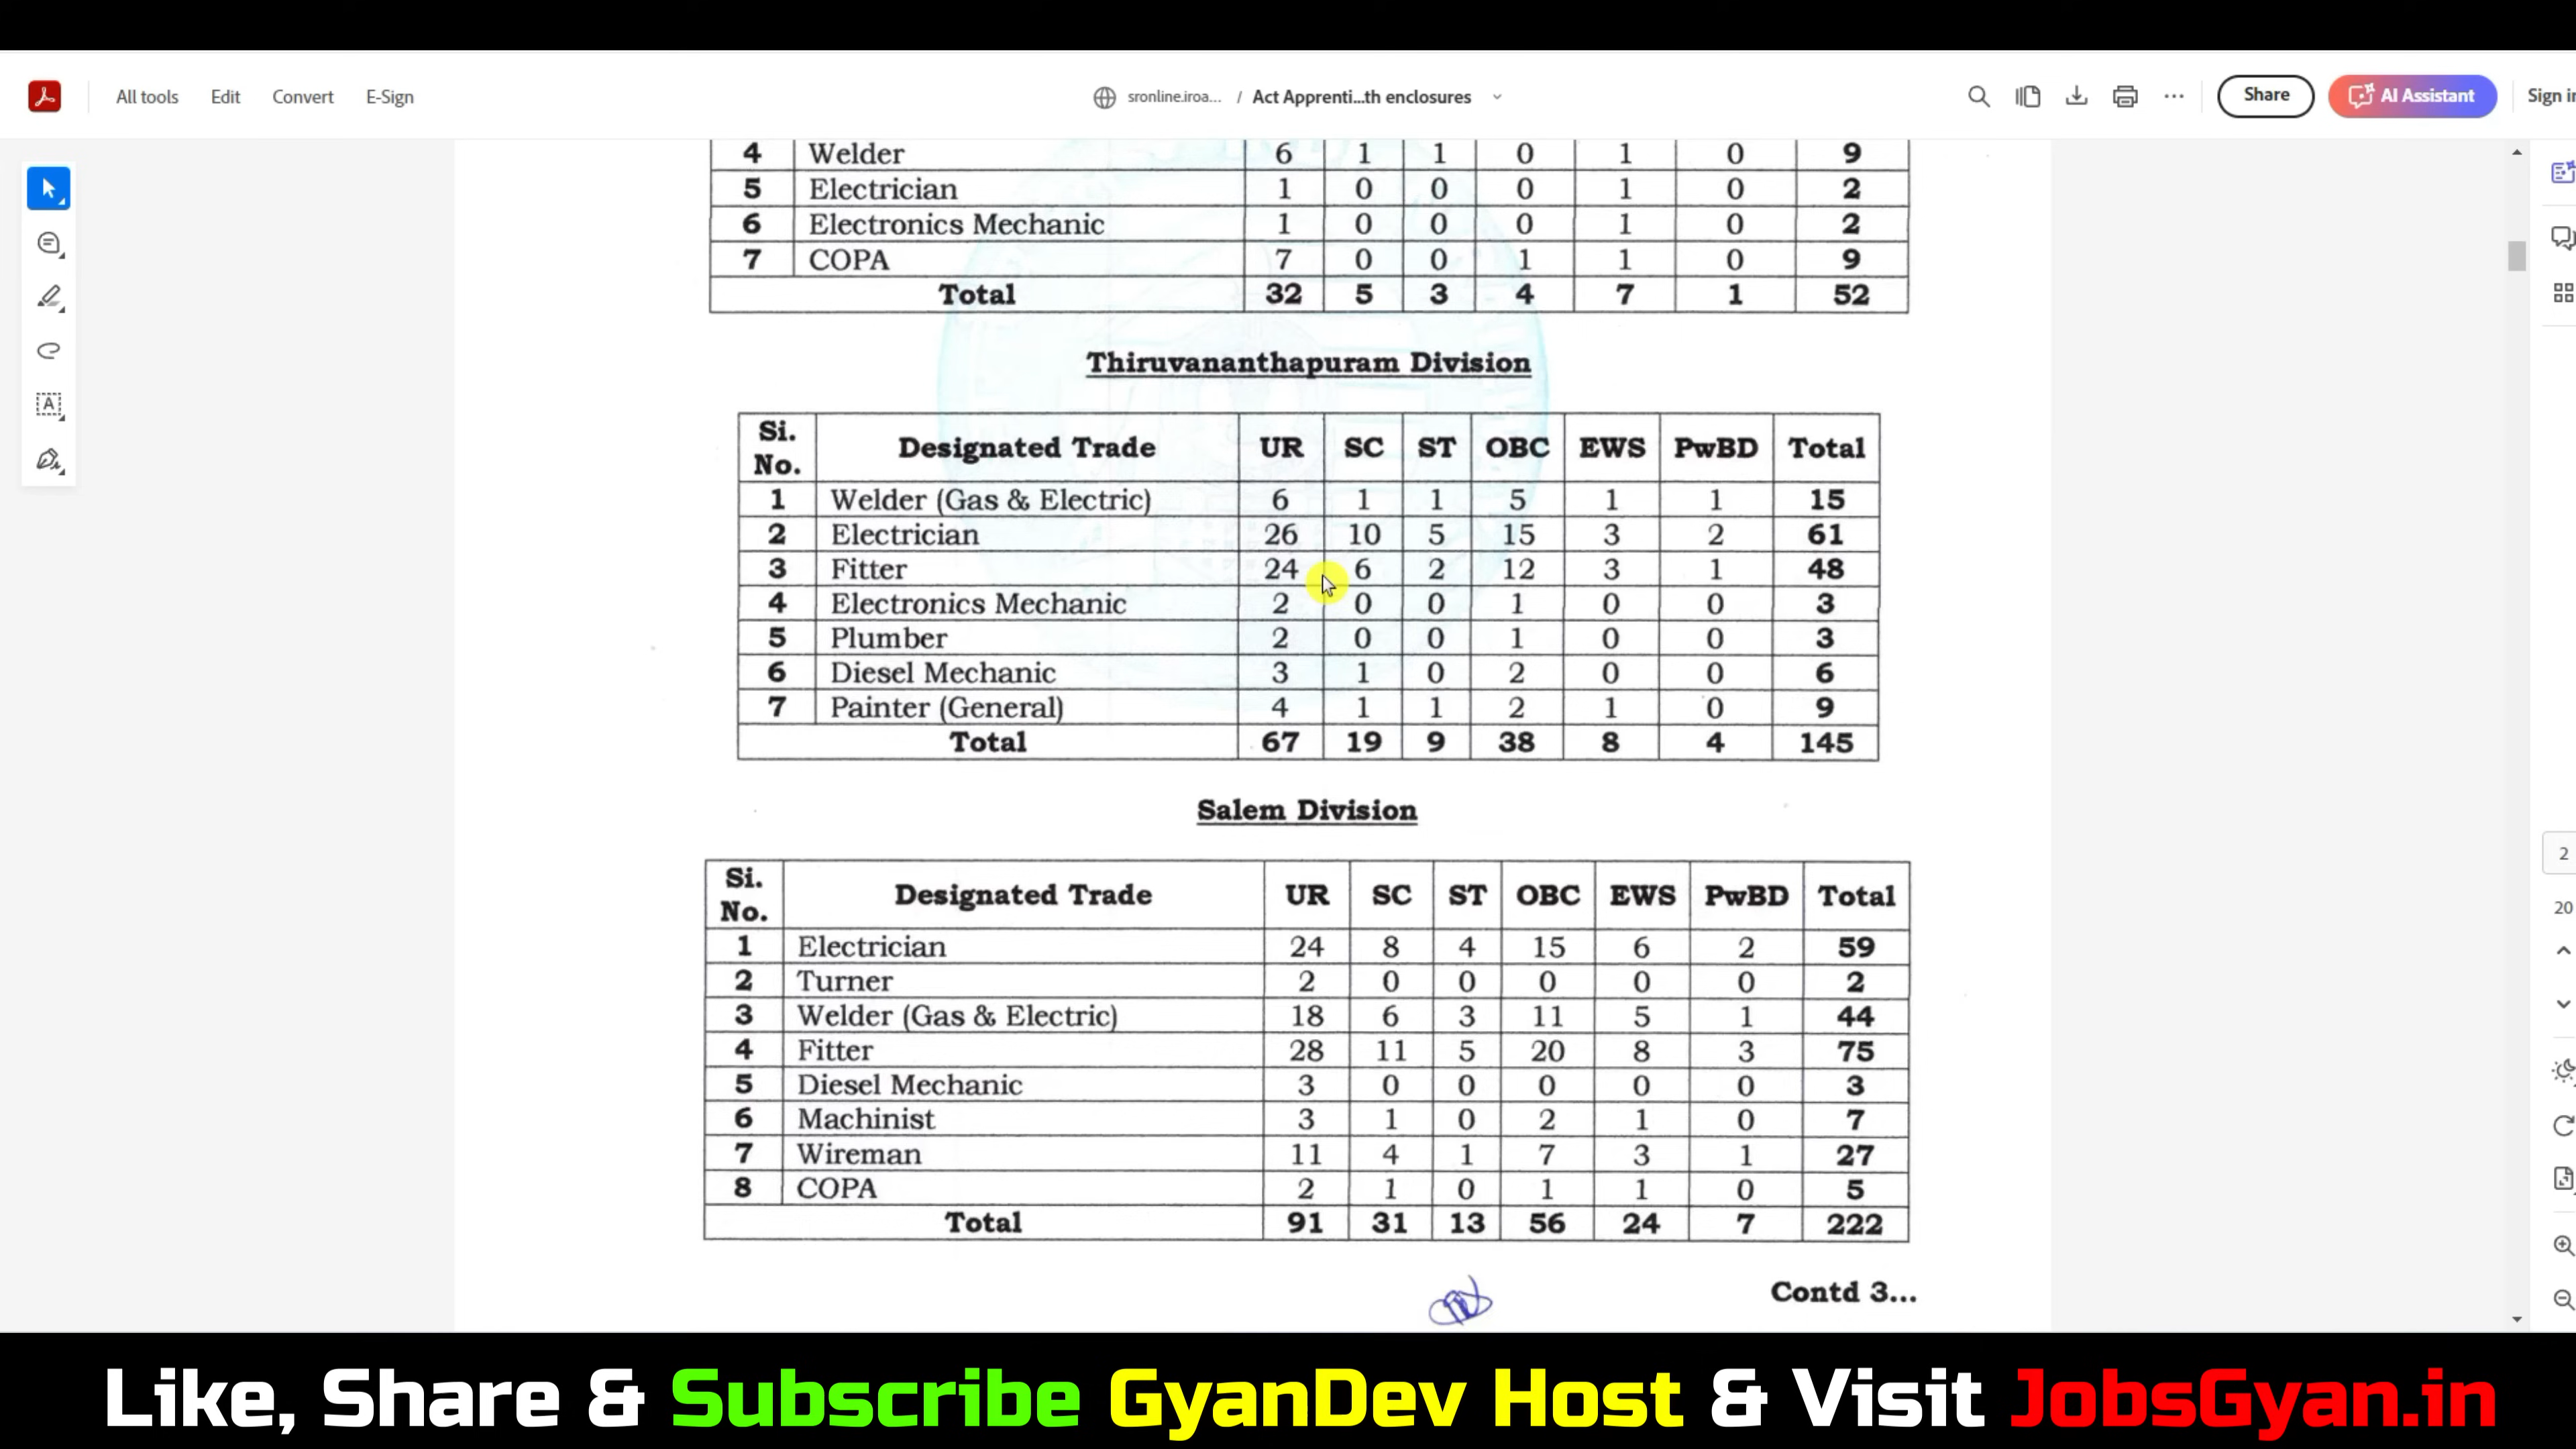 All tools Edit Convert E-Sign sronline.iroa... / Act Apprenti...th enclosures Share AI Assistant Sign in
4 Welder 6 1 1 0 1 0 9
5 Electrician 1 0 0 0 1 0 2
6 Electronics Mechanic 1 0 0 0 1 0 2
7 COPA 7 0 0 1 1 0 9
Total 32 5 3 4 7 1 52
Thiruvananthapuram Division
Si. No. Designated Trade UR SC ST OBC EWS PwBD Total
1 Welder (Gas & Electric) 6 1 1 5 1 1 15
2 Electrician 26 10 5 15 3 2 61
3 Fitter 24 6 2 12 3 1 48
4 Electronics Mechanic 2 0 0 1 0 0 3
5 Plumber 2 0 0 1 0 0 3
6 Diesel Mechanic 3 1 0 2 0 0 6
7 Painter (General) 4 1 1 2 1 0 9
Total 67 19 9 38 8 4 145
Salem Division
Si. No. Designated Trade UR SC ST OBC EWS PwBD Total
1 Electrician 24 8 4 15 6 2 59
2 Turner 2 0 0 0 0 0 2
3 Welder (Gas & Electric) 18 6 3 11 5 1 44
4 Fitter 28 11 5 20 8 3 75
5 Diesel Mechanic 3 0 0 0 0 0 3
6 Machinist 3 1 0 2 1 0 7
7 Wireman 11 4 1 7 3 1 27
8 COPA 2 1 0 1 1 0 5
Total 91 31 13 56 24 7 222
Contd 3...
2
20
Like, Share & Subscribe GyanDev Host & Visit JobsGyan.in